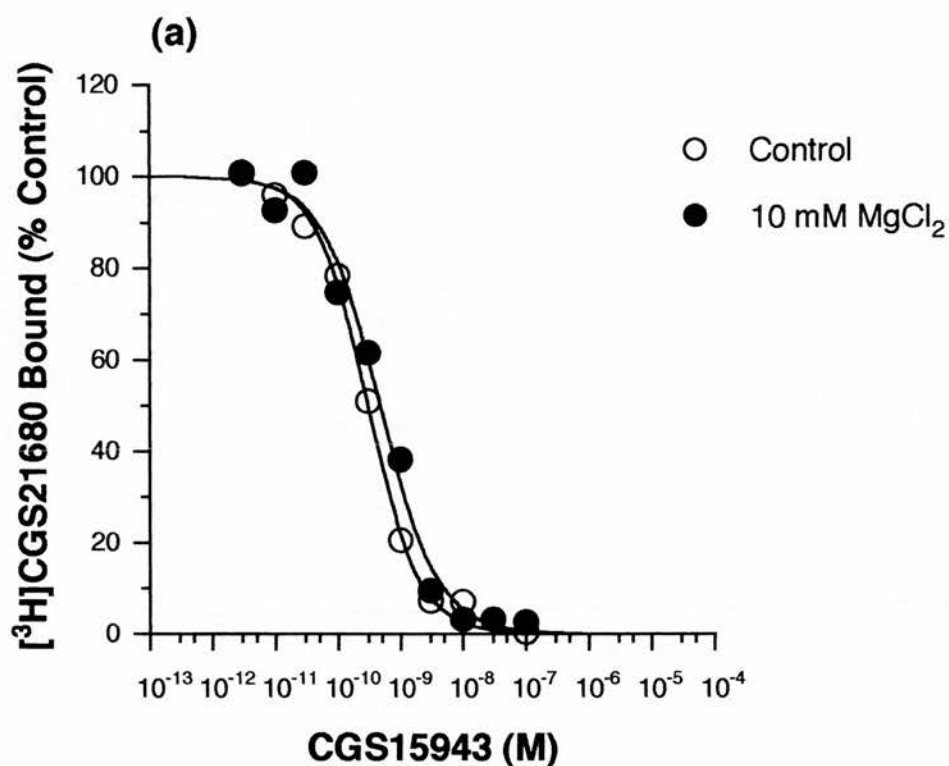 (a)
[³H]CGS21680 Bound (% Control)
120
100
80
60
40
20
0
Control
10 mM MgCl₂
10⁻¹³ 10⁻¹² 10⁻¹¹ 10⁻¹⁰ 10⁻⁹ 10⁻⁸ 10⁻⁷ 10⁻⁶ 10⁻⁵ 10⁻⁴
CGS15943 (M)